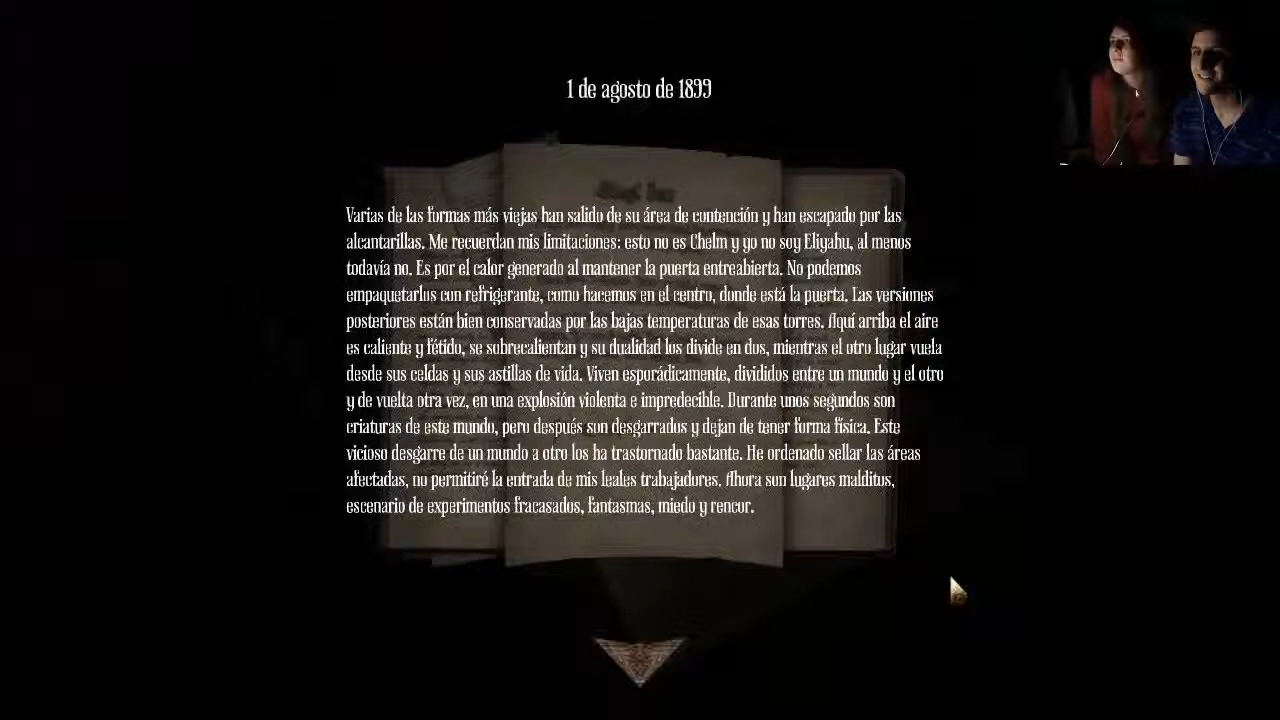 1 de agosto de 1899
Varias de las formas más viejas han salido de su área de contención y han escapado por las
alcantarillas. Me recuerdan mis limitaciones: esto no es Chelm y yo no soy Eliyahu, al menos
todavía no. Es por el calor generado al mantener la puerta entreabierta. No podemos
empaquetarlos con refrigerante, como hacemos en el centro, donde está la puerta. Las versiones
posteriores están bien conservadas por las bajas temperaturas de esas torres. Aquí arriba el aire
es caliente y fétido, se sobrecalientan y su dualidad los divide en dos, mientras el otro lugar vuela
desde sus celdas y sus astillas de vida. Viven esporádicamente, divididos entre un mundo y el otro
y de vuelta otra vez, en una explosión violenta e impredecible. Durante unos segundos son
criaturas de este mundo, pero después son desgarrados y dejan de tener forma física. Este
vicioso desgarre de un mundo a otro los ha trastornado bastante. He ordenado sellar las áreas
afectadas, no permitiré la entrada de mis leales trabajadores. Ahora son lugares malditos,
escenario de experimentos fracasados, fantasmas, miedo y rencor.